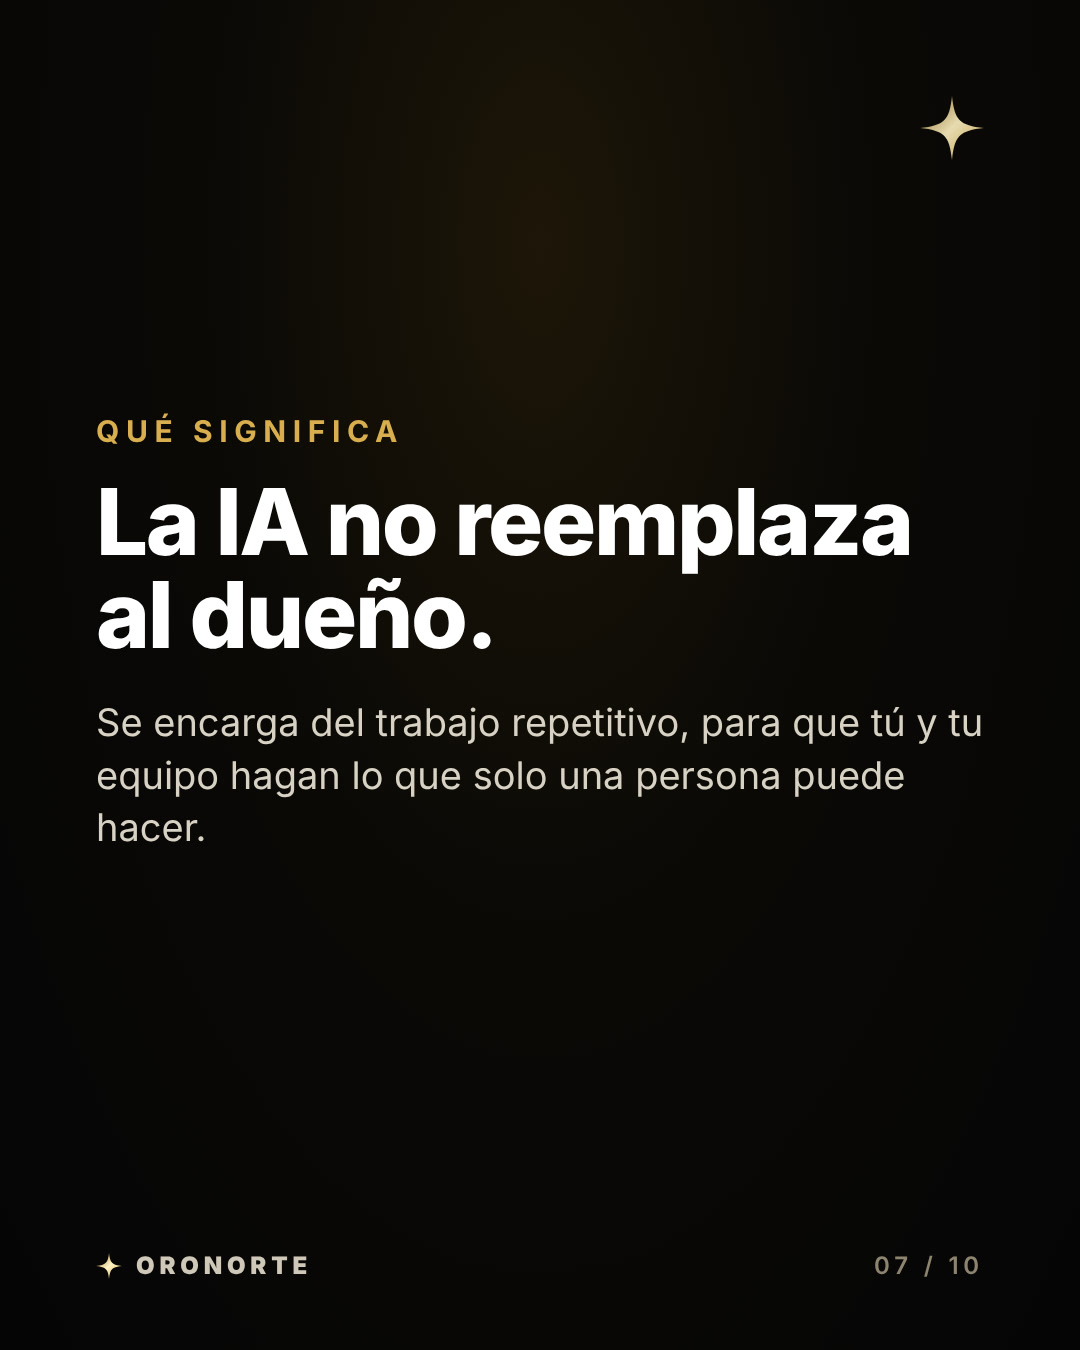 QUÉ SIGNIFICA
La IA no reemplaza
al dueño.
Se encarga del trabajo repetitivo, para que tú y tu
equipo hagan lo que solo una persona puede
hacer.
ORONORTE
07 / 10